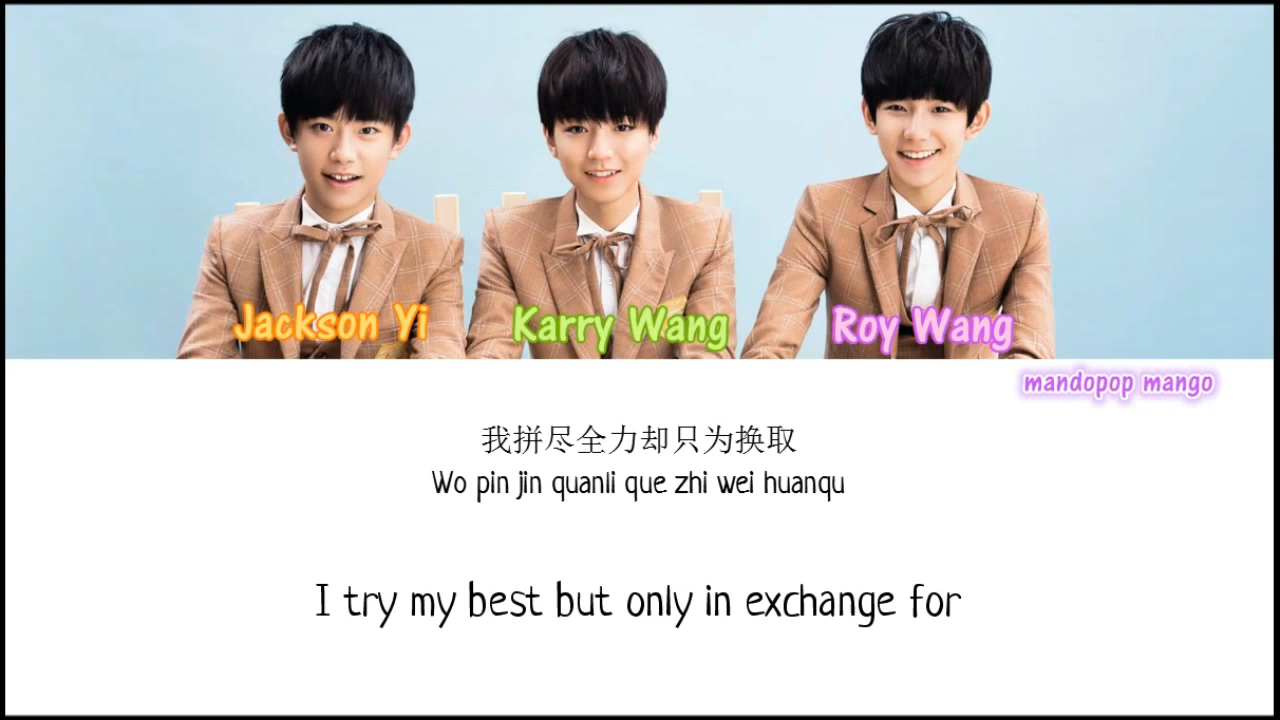 Jackson Yi
Karry Wang
Roy Wang
mandopop mango
我拼尽全力却只为换取
Wo pin jin quanli que zhi wei huanqu
I try my best but only in exchange for